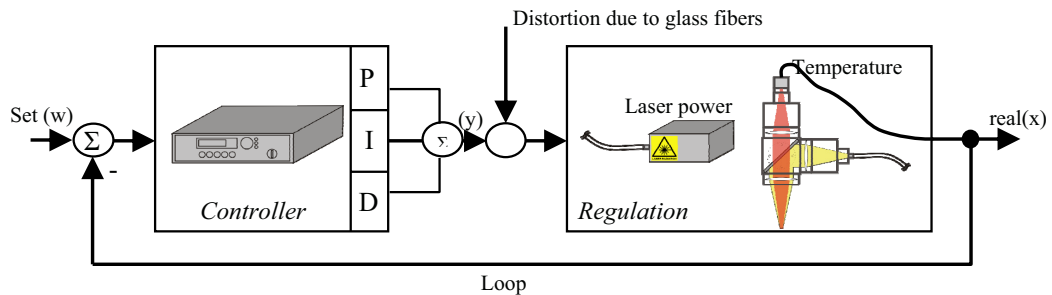 Distortion due to glass fibers
Set (w)
Σ
-
P
I
D
Σ
(y)
Controller
Laser power
Temperature
Regulation
real(x)
Loop